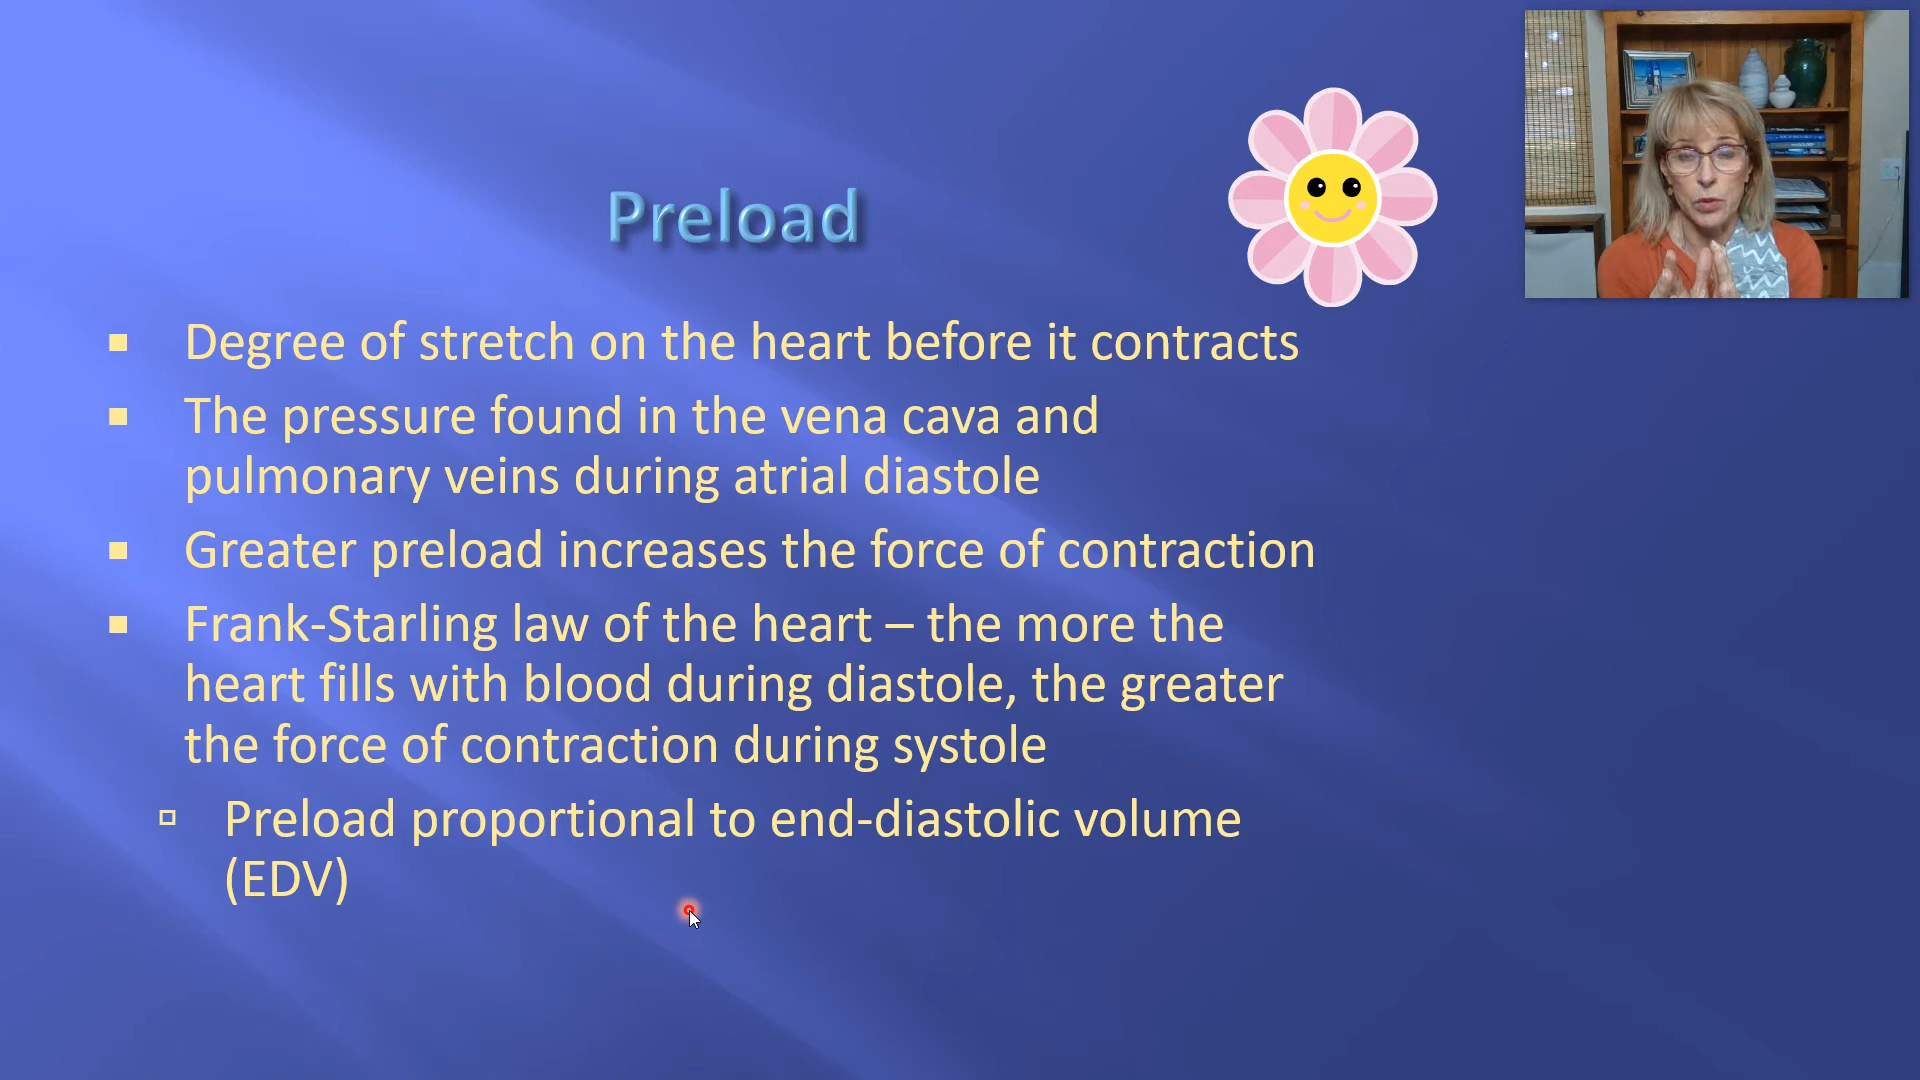 Preload
Degree of stretch on the heart before it contracts
The pressure found in the vena cava and
pulmonary veins during atrial diastole
Greater preload increases the force of contraction
Frank-Starling law of the heart – the more the
heart fills with blood during diastole, the greater
the force of contraction during systole
Preload proportional to end-diastolic volume
(EDV)